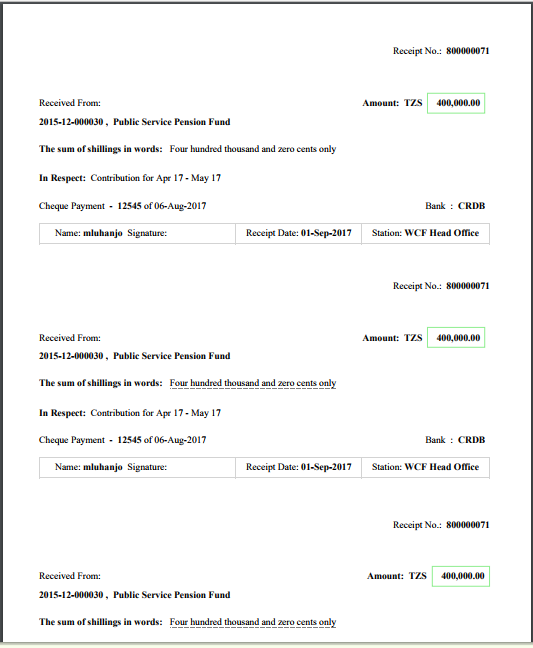 Receipt No.: 800000071
Received From: Amount: TZS 400,000.00
2015-12-000030 , Public Service Pension Fund
The sum of shillings in words: Four hundred thousand and zero cents only
In Respect: Contribution for Apr 17 - May 17
Cheque Payment - 12545 of 06-Aug-2017 Bank : CRDB
Name: mluhanjo Signature: Receipt Date: 01-Sep-2017 Station: WCF Head Office
Receipt No.: 800000071
Received From: Amount: TZS 400,000.00
2015-12-000030 , Public Service Pension Fund
The sum of shillings in words: Four hundred thousand and zero cents only
In Respect: Contribution for Apr 17 - May 17
Cheque Payment - 12545 of 06-Aug-2017 Bank : CRDB
Name: mluhanjo Signature: Receipt Date: 01-Sep-2017 Station: WCF Head Office
Receipt No.: 800000071
Received From: Amount: TZS 400,000.00
2015-12-000030 , Public Service Pension Fund
The sum of shillings in words: Four hundred thousand and zero cents only